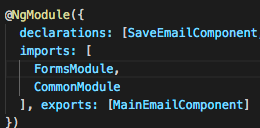 @NgModule({
declarations: [SaveEmailComponent,
imports: [
FormsModule,
CommonModule
], exports: [MainEmailComponent]
})